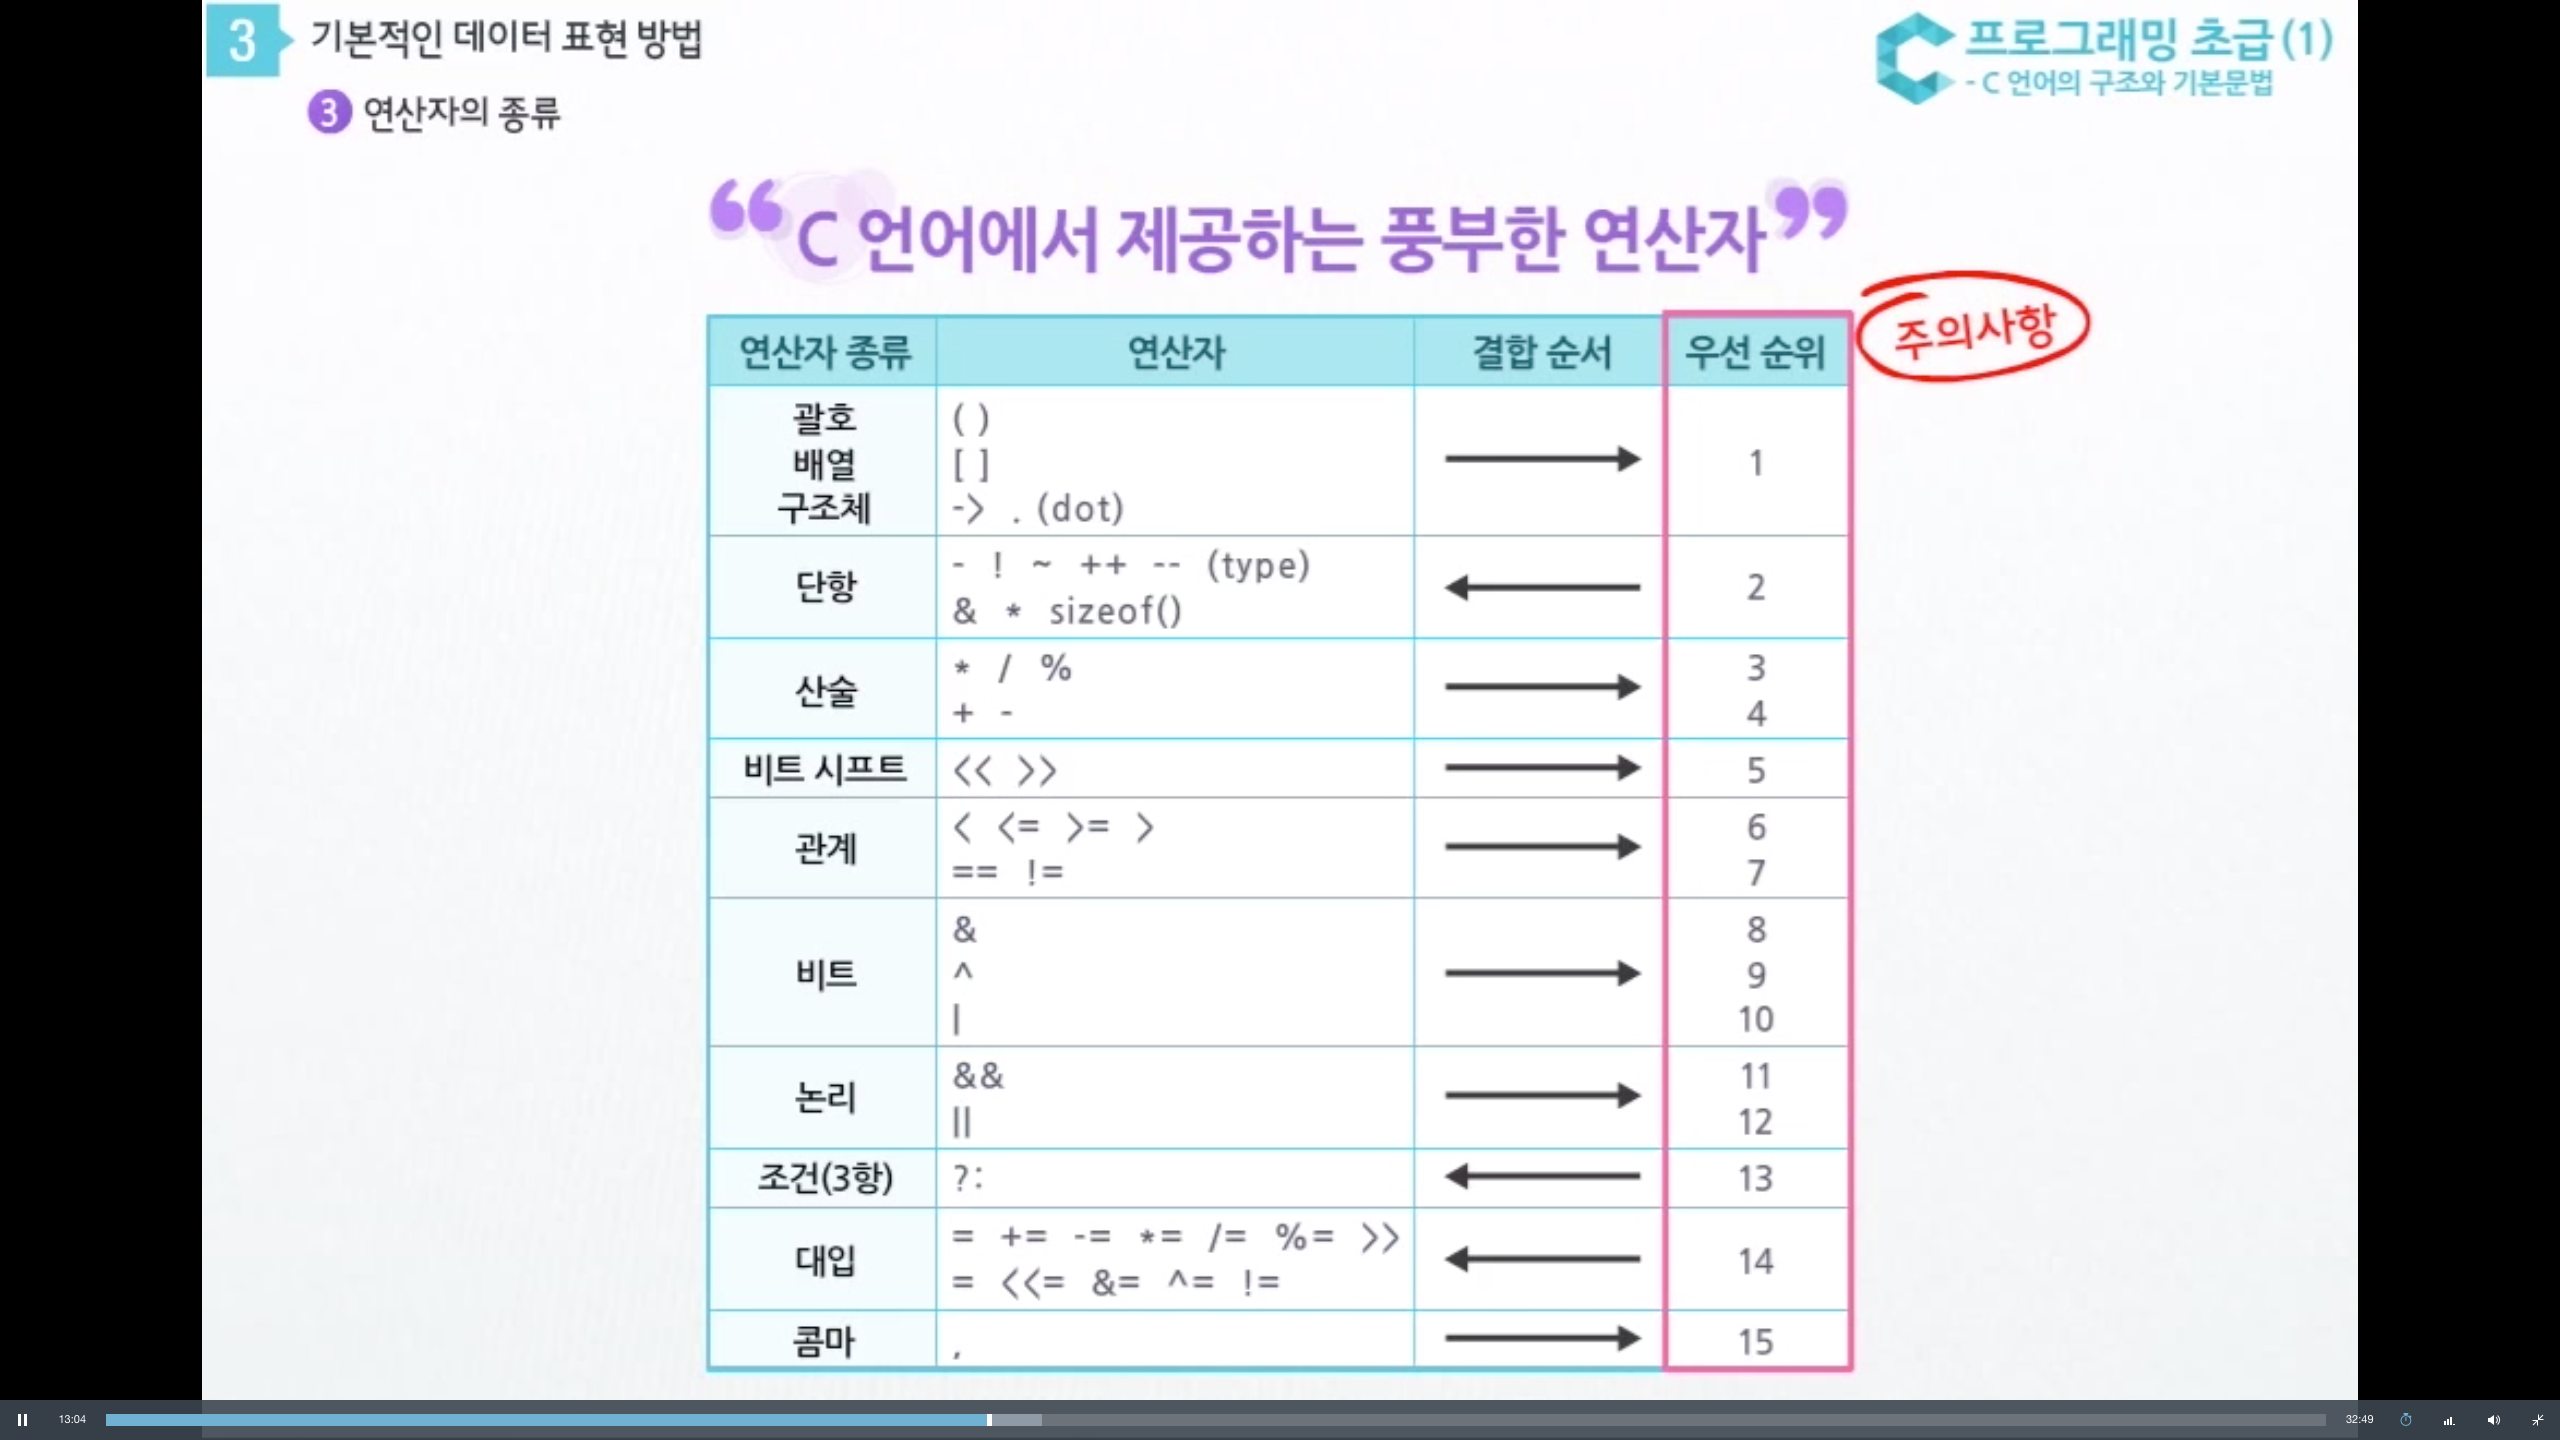 3 기본적인 데이터 표현 방법
프로그래밍 초급(1)
- C 언어의 구조와 기본문법
3 연산자의 종류
“C 언어에서 제공하는 풍부한 연산자”
주의사항
연산자 종류 연산자 결합 순서 우선 순위
괄호 ( )
배열 [ ] 1
구조체 -> . (dot)
단항 - ! ~ ++ -- (type) 2
& * sizeof()
산술 * / % 3
+ - 4
비트 시프트 << >> 5
관계 < <= >= > 6
== != 7
비트 & 8
^ 9
| 10
논리 && 11
|| 12
조건(3항) ?: 13
대입 = += -= *= /= %= >> 14
= <<= &= ^= !=
콤마 , 15
13:04 32:49